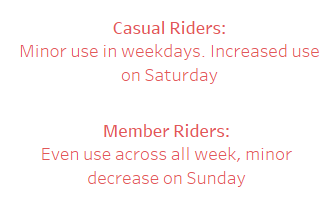 Casual Riders:
Minor use in weekdays. Increased use
on Saturday
Member Riders:
Even use across all week, minor
decrease on Sunday